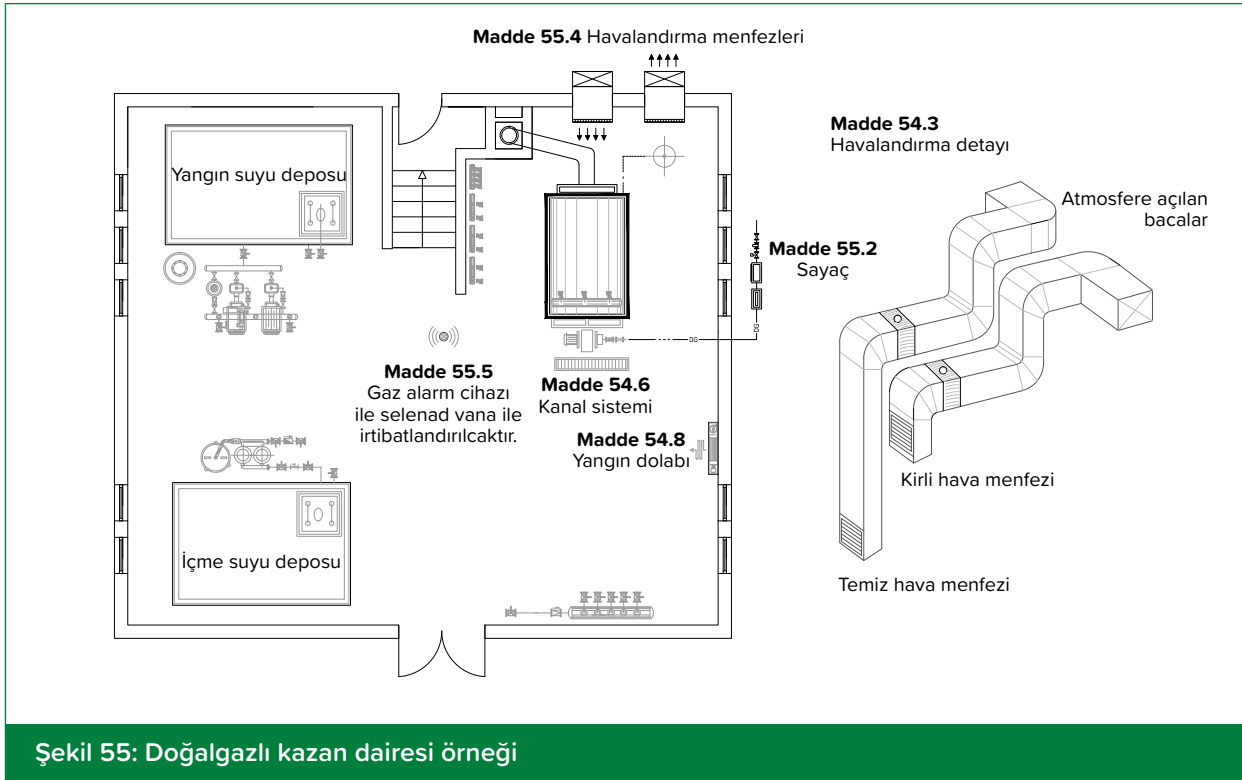 Madde 55.4 Havalandırma menfezleri
Madde 54.3
Havalandırma detayı
Yangın suyu deposu
Atmosfere açılan
bacalar
Madde 55.2
Sayaç
DG
DG
Madde 55.5
Gaz alarm cihazı
ile selenad vana ile
irtibatlandırılcaktır.
Madde 54.6
Kanal sistemi
Madde 54.8
Yangın dolabı
Kirli hava menfezi
İçme suyu deposu
Temiz hava menfezi
Şekil 55: Doğalgazlı kazan dairesi örneği